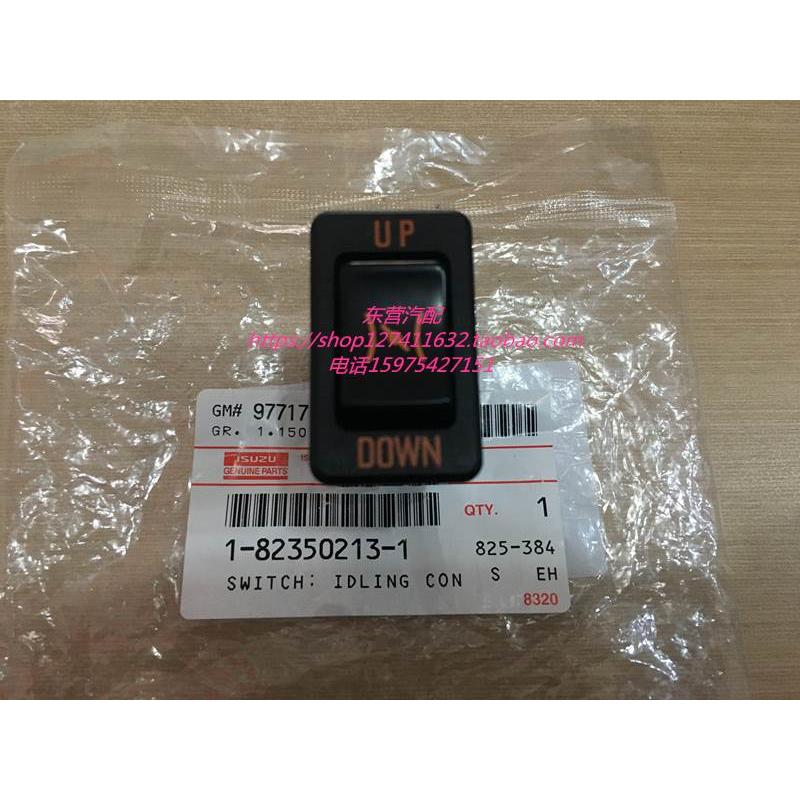 UP
东营汽配
https://shop127411632.taobao.com
电话15975427151
DOWN
GM# 97717
GR. 1.150
ISUZU
GENUINE PARTS
QTY. 1
1-82350213-1
825-384
SWITCH: IDLING CON
S EH
8320